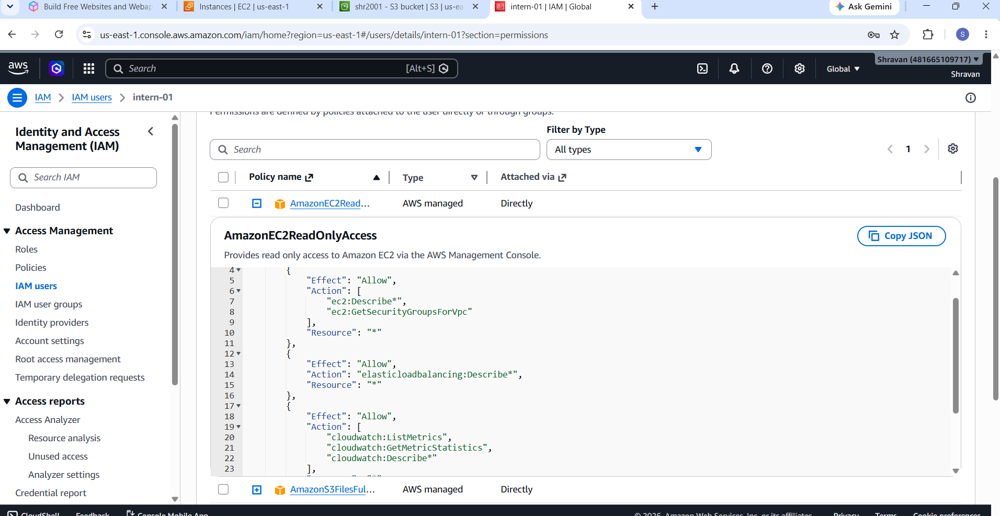 Build Free Websites and Webap
Instances | EC2 | us-east-1
shr2001 - S3 bucket | S3 | us-ea
intern-01 | IAM | Global
Ask Gemini
us-east-1.console.aws.amazon.com/iam/home?region=us-east-1#/users/details/intern-01?section=permissions
S
aws
Search
[Alt+S]
Global
Shravan (481665109717)
Shravan
IAM
IAM users
intern-01
Permissions are defined by policies attached to the user directly or through groups.
Identity and Access
Management (IAM)
Search IAM
Dashboard
Access Management
Roles
Policies
IAM users
IAM user groups
Identity providers
Account settings
Root access management
Temporary delegation requests
Access reports
Access Analyzer
Resource analysis
Unused access
Analyzer settings
Credential report
Filter by Type
Search
All types
1
Policy name
Type
Attached via
AmazonEC2Read...
AWS managed
Directly
AmazonEC2ReadOnlyAccess
Copy JSON
Provides read only access to Amazon EC2 via the AWS Management Console.
4 {
5 "Effect": "Allow",
6 "Action": [
7 "ec2:Describe*",
8 "ec2:GetSecurityGroupsForVpc"
9 ],
10 "Resource": "*"
11 },
12 {
13 "Effect": "Allow",
14 "Action": "elasticloadbalancing:Describe*",
15 "Resource": "*"
16 },
17 {
18 "Effect": "Allow",
19 "Action": [
20 "cloudwatch:ListMetrics",
21 "cloudwatch:GetMetricStatistics",
22 "cloudwatch:Describe*"
23 ],
AmazonS3FilesFul...
AWS managed
Directly
CloudShell
Feedback
Console Mobile App
© 2026, Amazon Web Services, Inc. or its affiliates.
Privacy
Terms
Cookie preferences